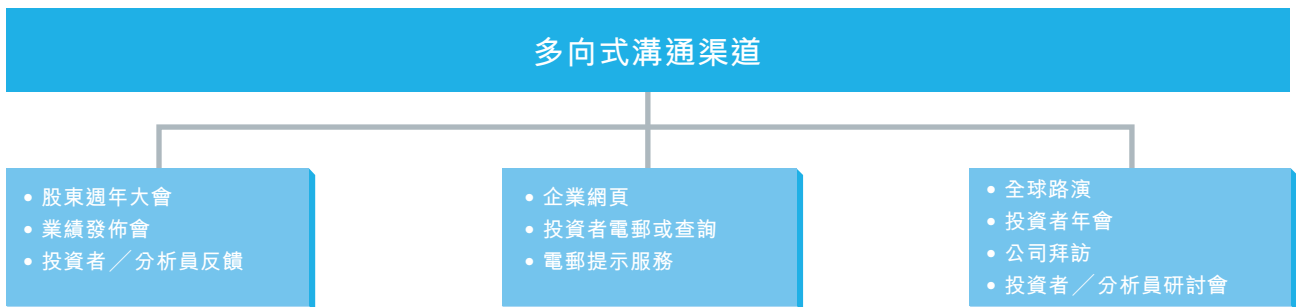 多向式溝通渠道
• 股東週年大會
• 業績發佈會
• 投資者／分析員反饋
• 企業網頁
• 投資者電郵或查詢
• 電郵提示服務
• 全球路演
• 投資者年會
• 公司拜訪
• 投資者／分析員研討會